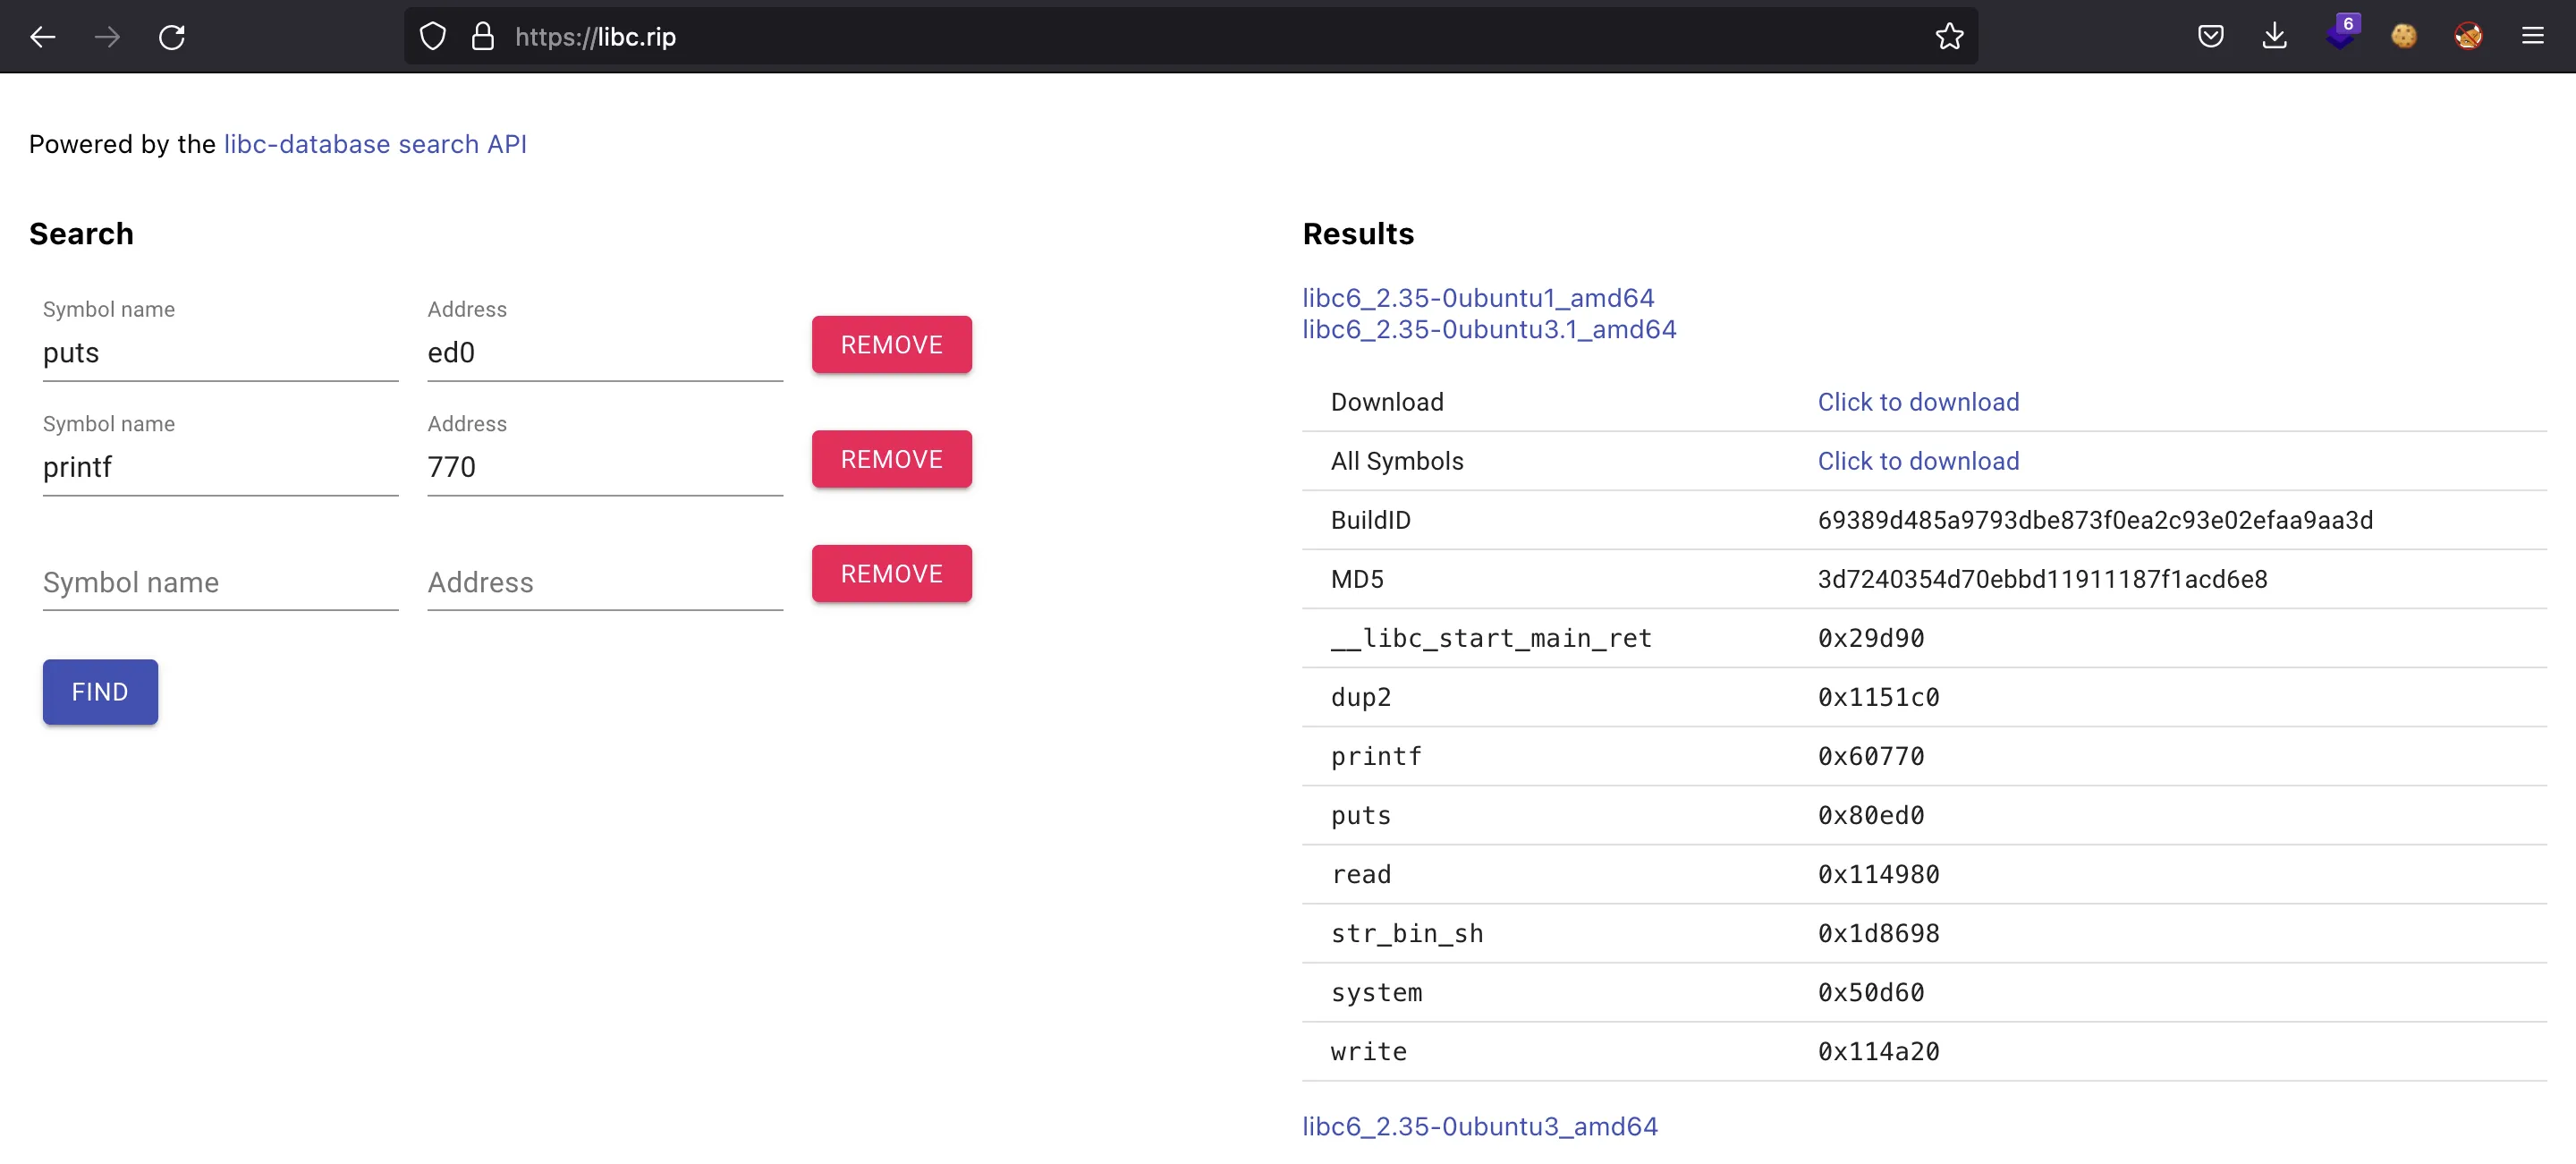 https://libc.rip
6
Powered by the libc-database search API
Search
Symbol name Address
puts ed0 REMOVE
Symbol name Address
printf 770 REMOVE
Symbol name Address REMOVE
FIND
Results
libc6_2.35-0ubuntu1_amd64
libc6_2.35-0ubuntu3.1_amd64
Download Click to download
All Symbols Click to download
BuildID 69389d485a9793dbe873f0ea2c93e02efaa9aa3d
MD5 3d7240354d70ebbd11911187f1acd6e8
__libc_start_main_ret 0x29d90
dup2 0x1151c0
printf 0x60770
puts 0x80ed0
read 0x114980
str_bin_sh 0x1d8698
system 0x50d60
write 0x114a20
libc6_2.35-0ubuntu3_amd64